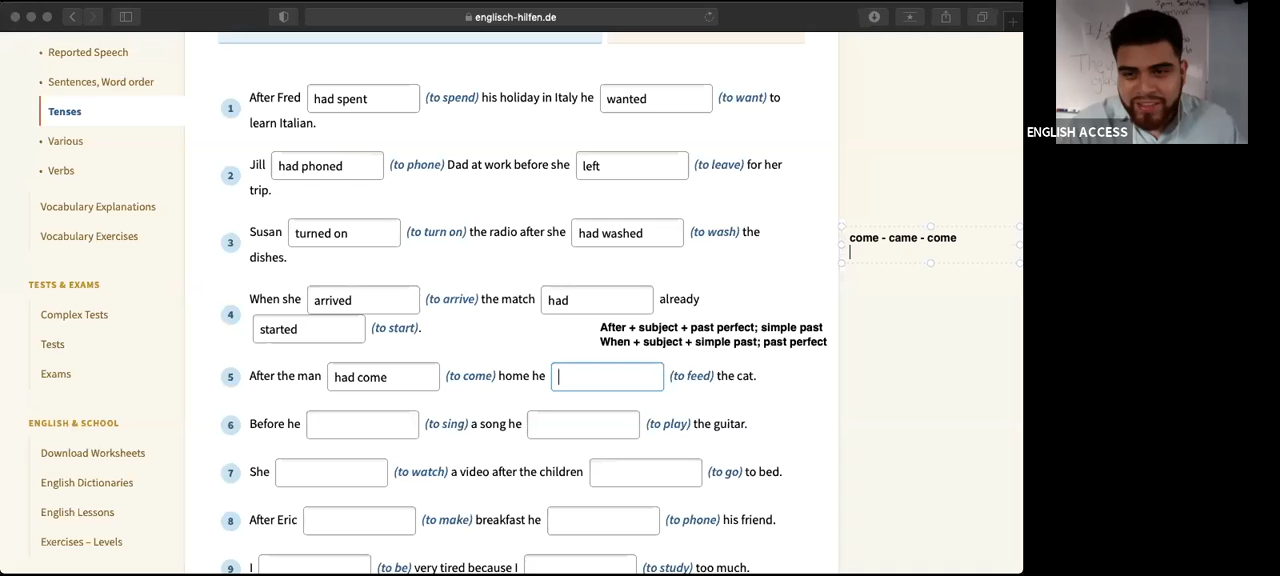 englisch-hilfen.de
Reported Speech
Sentences, Word order
Tenses
Various
Verbs
Vocabulary Explanations
Vocabulary Exercises
TESTS & EXAMS
Complex Tests
Tests
Exams
ENGLISH & SCHOOL
Download Worksheets
English Dictionaries
English Lessons
Exercises – Levels
1 After Fred had spent (to spend) his holiday in Italy he wanted (to want) to
learn Italian.
2 Jill had phoned (to phone) Dad at work before she left (to leave) for her
trip.
3 Susan turned on (to turn on) the radio after she had washed (to wash) the
dishes.
4 When she arrived (to arrive) the match had already
started (to start).
After + subject + past perfect; simple past
When + subject + simple past; past perfect
5 After the man had come (to come) home he (to feed) the cat.
6 Before he (to sing) a song he (to play) the guitar.
7 She (to watch) a video after the children (to go) to bed.
8 After Eric (to make) breakfast he (to phone) his friend.
9 I (to be) very tired because I (to study) too much.
come - came - come
ENGLISH ACCESS